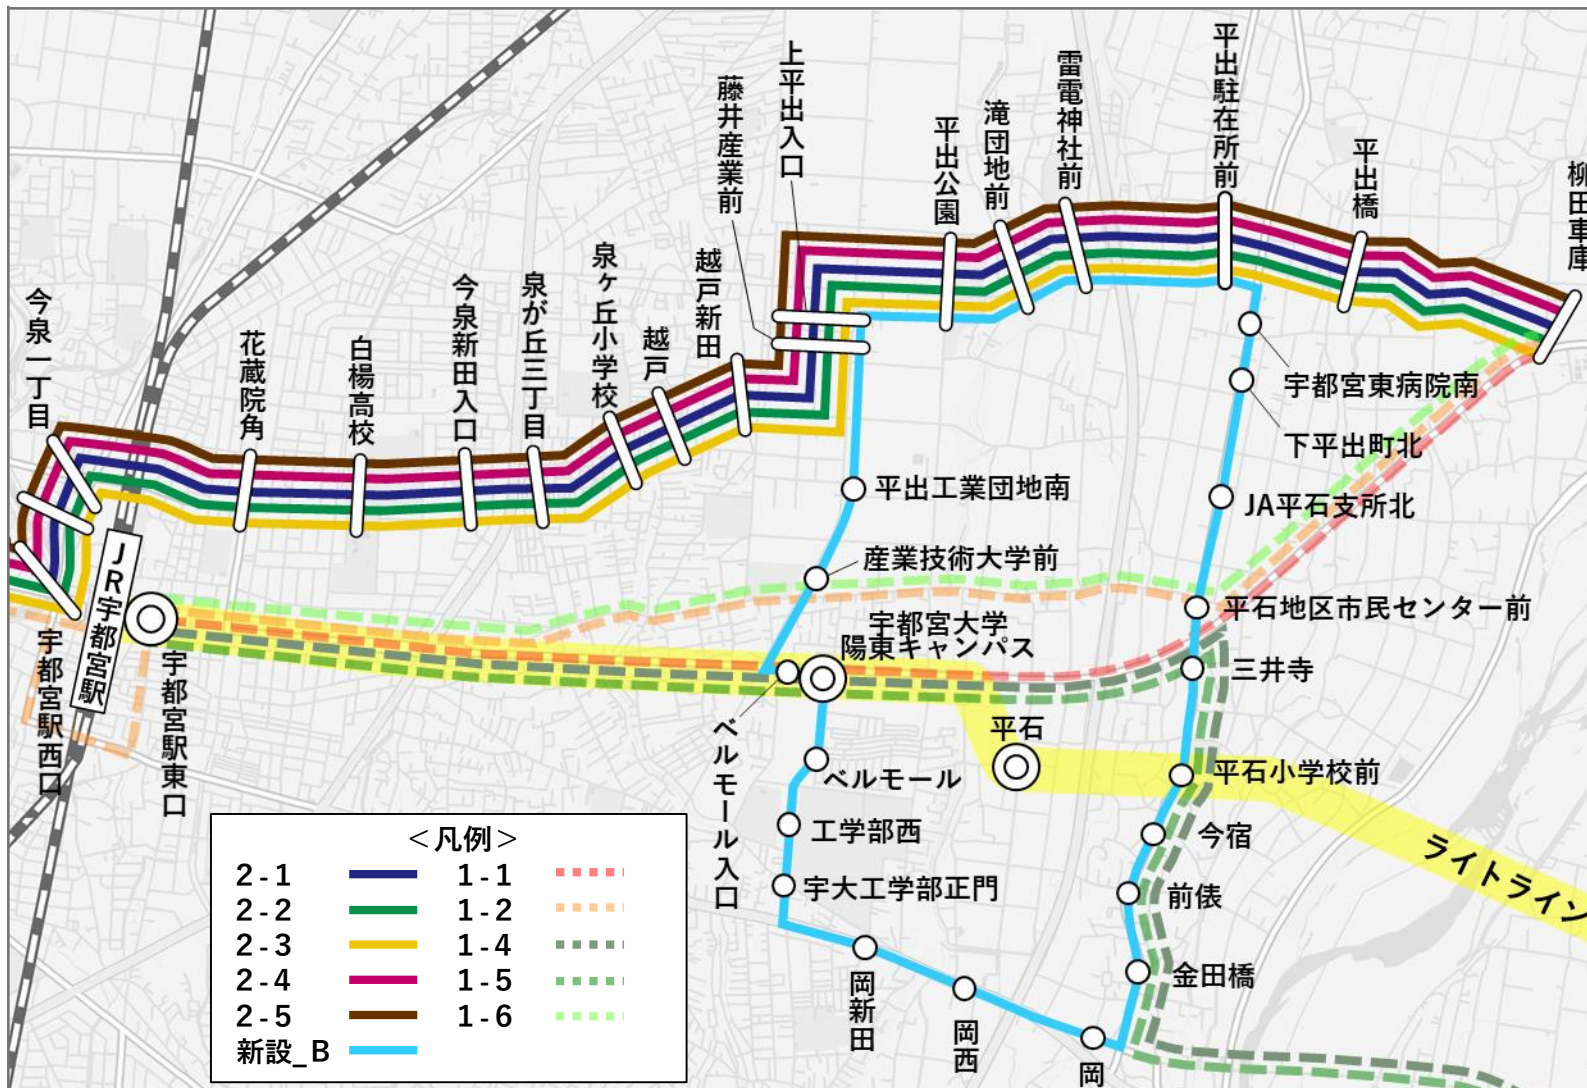 今泉一丁目
花蔵院角
白楊高校
今泉新田入口
泉が丘三丁目
泉ヶ丘小学校
越戸
越戸新田
藤井産業前
上平出入口
平出公園
滝団地前
雷電神社前
平出駐在所前
平出橋
柳田車庫
宇都宮東病院南
下平出町北
JA平石支所北
平石地区市民センター前
三井寺
平石小学校前
今宿
前俵
金田橋
平出工業団地南
産業技術大学前
宇都宮大学
陽東キャンパス
平石
ベルモール入口
ベルモール
工学部西
宇大工学部正門
岡新田
岡西
岡
JR宇都宮駅
宇都宮駅西口
宇都宮駅東口
ライトライン
＜凡例＞
2-1 1-1
2-2 1-2
2-3 1-4
2-4 1-5
2-5 1-6
新設_B